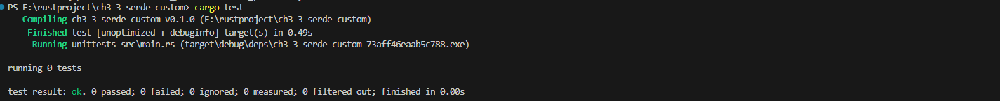 PS E:\rustproject\ch3-3-serde-custom> cargo test
   Compiling ch3-3-serde-custom v0.1.0 (E:\rustproject\ch3-3-serde-custom)
    Finished test [unoptimized + debuginfo] target(s) in 0.49s
     Running unittests src\main.rs (target\debug\deps\ch3_3_serde_custom-73aff46eaab5c788.exe)

running 0 tests

test result: ok. 0 passed; 0 failed; 0 ignored; 0 measured; 0 filtered out; finished in 0.00s